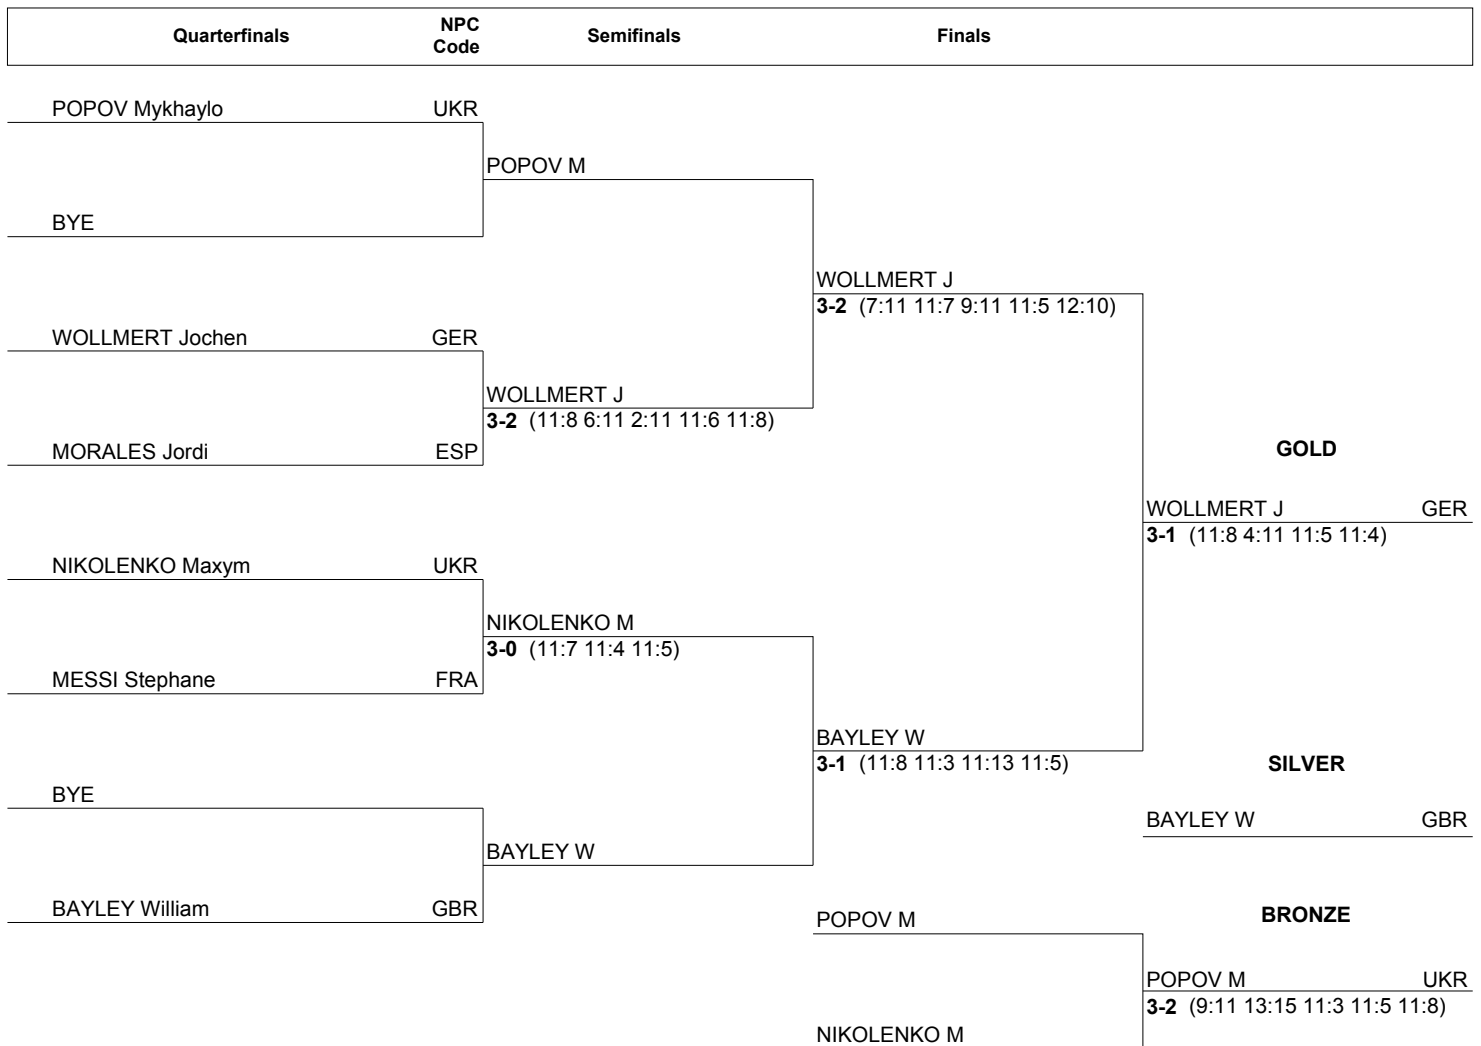 Quarterfinals NPC Code Semifinals Finals
POPOV Mykhaylo UKR
POPOV M
BYE
WOLLMERT J
3-2 (7:11 11:7 9:11 11:5 12:10)
WOLLMERT Jochen GER
WOLLMERT J
3-2 (11:8 6:11 2:11 11:6 11:8)
MORALES Jordi ESP
GOLD
WOLLMERT J GER
3-1 (11:8 4:11 11:5 11:4)
NIKOLENKO Maxym UKR
NIKOLENKO M
3-0 (11:7 11:4 11:5)
MESSI Stephane FRA
BAYLEY W
3-1 (11:8 11:3 11:13 11:5)
SILVER
BYE
BAYLEY W GBR
BAYLEY W
BAYLEY William GBR
POPOV M
BRONZE
POPOV M UKR
3-2 (9:11 13:15 11:3 11:5 11:8)
NIKOLENKO M